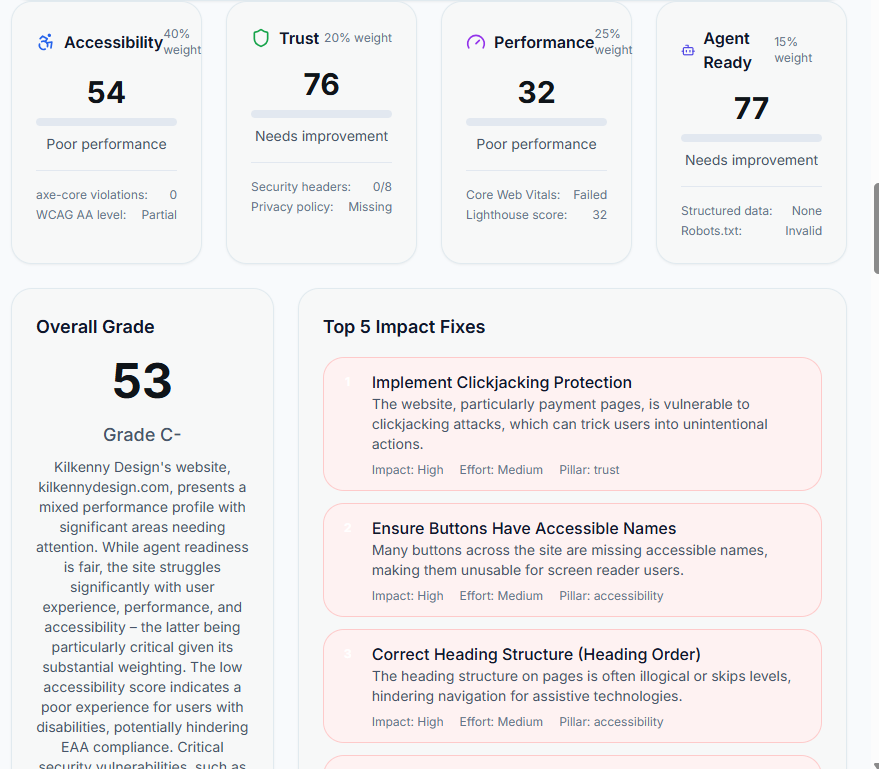 Accessibility 40% weight
54
Poor performance
axe-core violations: 0
WCAG AA level: Partial
Trust 20% weight
76
Needs improvement
Security headers: 0/8
Privacy policy: Missing
Performance 25% weight
32
Poor performance
Core Web Vitals: Failed
Lighthouse score: 32
Agent Ready 15% weight
77
Needs improvement
Structured data: None
Robots.txt: Invalid
Overall Grade
53
Grade C-
Kilkenny Design's website,
kilkennydesign.com, presents a
mixed performance profile with
significant areas needing
attention. While agent readiness
is fair, the site struggles
significantly with user
experience, performance, and
accessibility – the latter being
particularly critical given its
substantial weighting. The low
accessibility score indicates a
poor experience for users with
disabilities, potentially hindering
EAA compliance. Critical
security vulnerabilities, such as
Top 5 Impact Fixes
1
Implement Clickjacking Protection
The website, particularly payment pages, is vulnerable to
clickjacking attacks, which can trick users into unintentional
actions.
Impact: High Effort: Medium Pillar: trust
2
Ensure Buttons Have Accessible Names
Many buttons across the site are missing accessible names,
making them unusable for screen reader users.
Impact: High Effort: Medium Pillar: accessibility
3
Correct Heading Structure (Heading Order)
The heading structure on pages is often illogical or skips levels,
hindering navigation for assistive technologies.
Impact: High Effort: Medium Pillar: accessibility